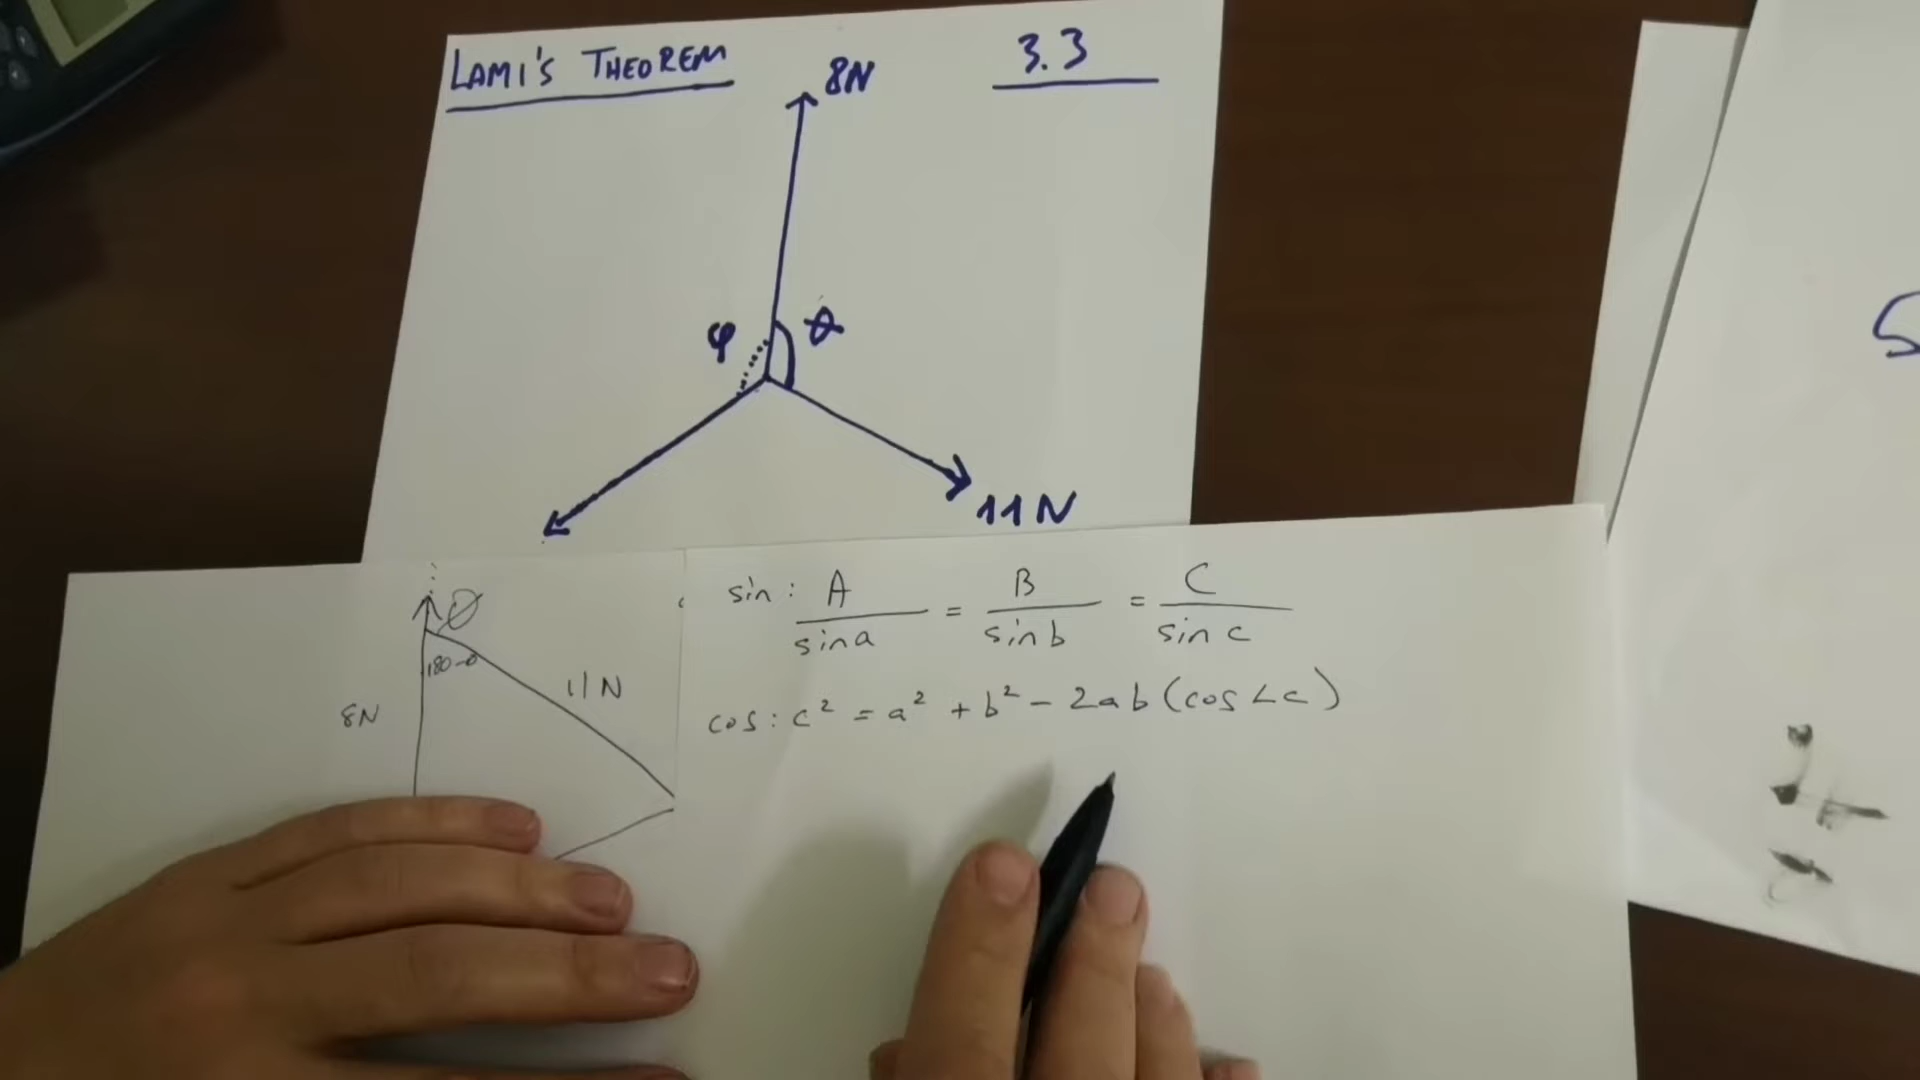 LAMI'S THEOREM
3.3
8N
φ θ
11N
sin: A/sin a = B/sin b = C/sin c
θ
180-θ
11N
8N
cos: c² = a² + b² - 2ab (cos ∠c)